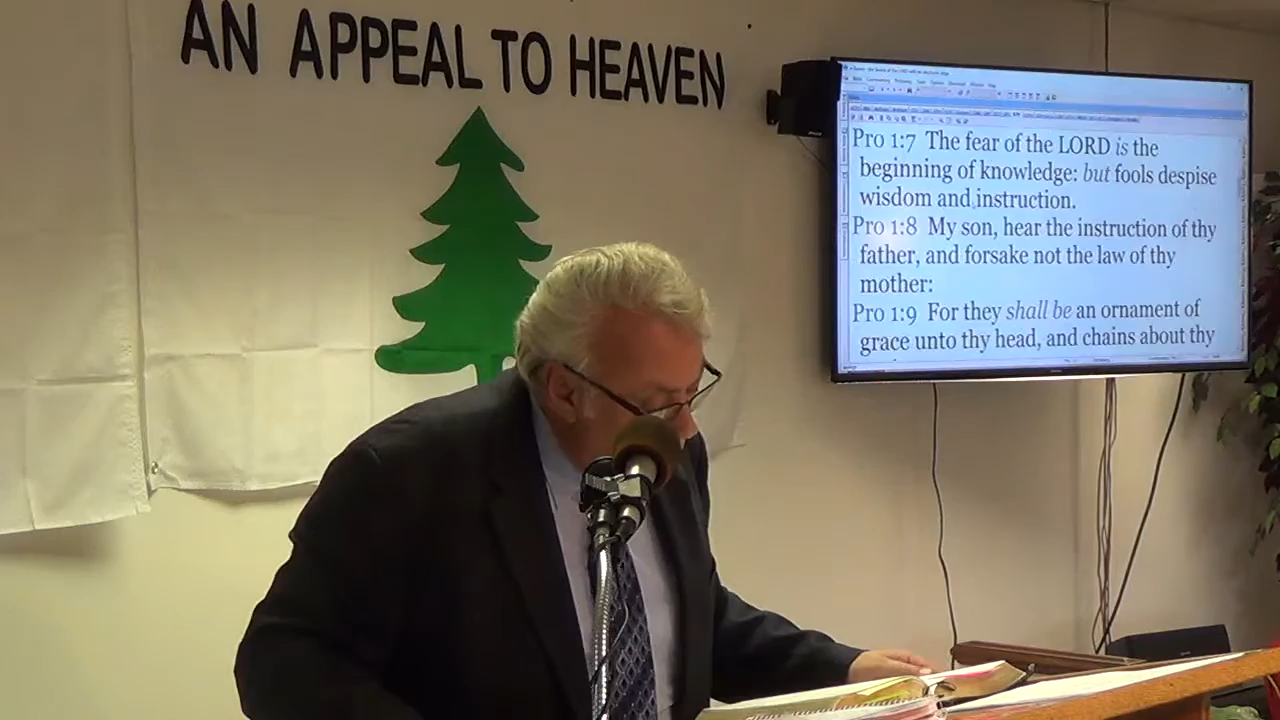 AN APPEAL TO HEAVEN
Pro 1:7 The fear of the LORD is the
beginning of knowledge: but fools despise
wisdom and instruction.
Pro 1:8 My son, hear the instruction of thy
father, and forsake not the law of thy
mother:
Pro 1:9 For they shall be an ornament of
grace unto thy head, and chains about thy